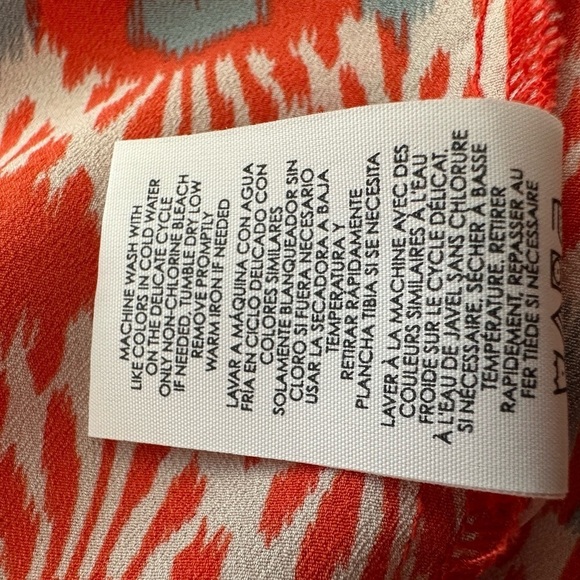 MACHINE WASH WITH
LIKE COLORS IN COLD WATER
ON THE DELICATE CYCLE
ONLY NON-CHLORINE BLEACH
IF NEEDED, TUMBLE DRY LOW
REMOVE PROMPTLY
WARM IRON IF NEEDED
LAVAR A MÁQUINA CON AGUA
FRIA EN CICLO DELICADO CON
COLORES SIMILARES
SOLAMENTE BLANQUEADOR SIN
CLORO SI FUERA NECESARIO
USAR LA SECADORA A BAJA
TEMPERATURA Y
RETIRAR RAPIDAMENTE
PLANCHA TIBIA SI SE NECESITA
LAVER À LA MACHINE AVEC DES
COULEURS SIMILAIRES À L'EAU
FROIDE SUR LE CYCLE DÉLICAT.
À L'EAU DE JAVEL SANS CHLORURE
SI NÉCESSAIRE. SÉCHER À BASSE
TEMPÉRATURE. RETIRER
RAPIDEMENT, REPASSER AU
FER TIÈDE SI NÉCESSAIRE